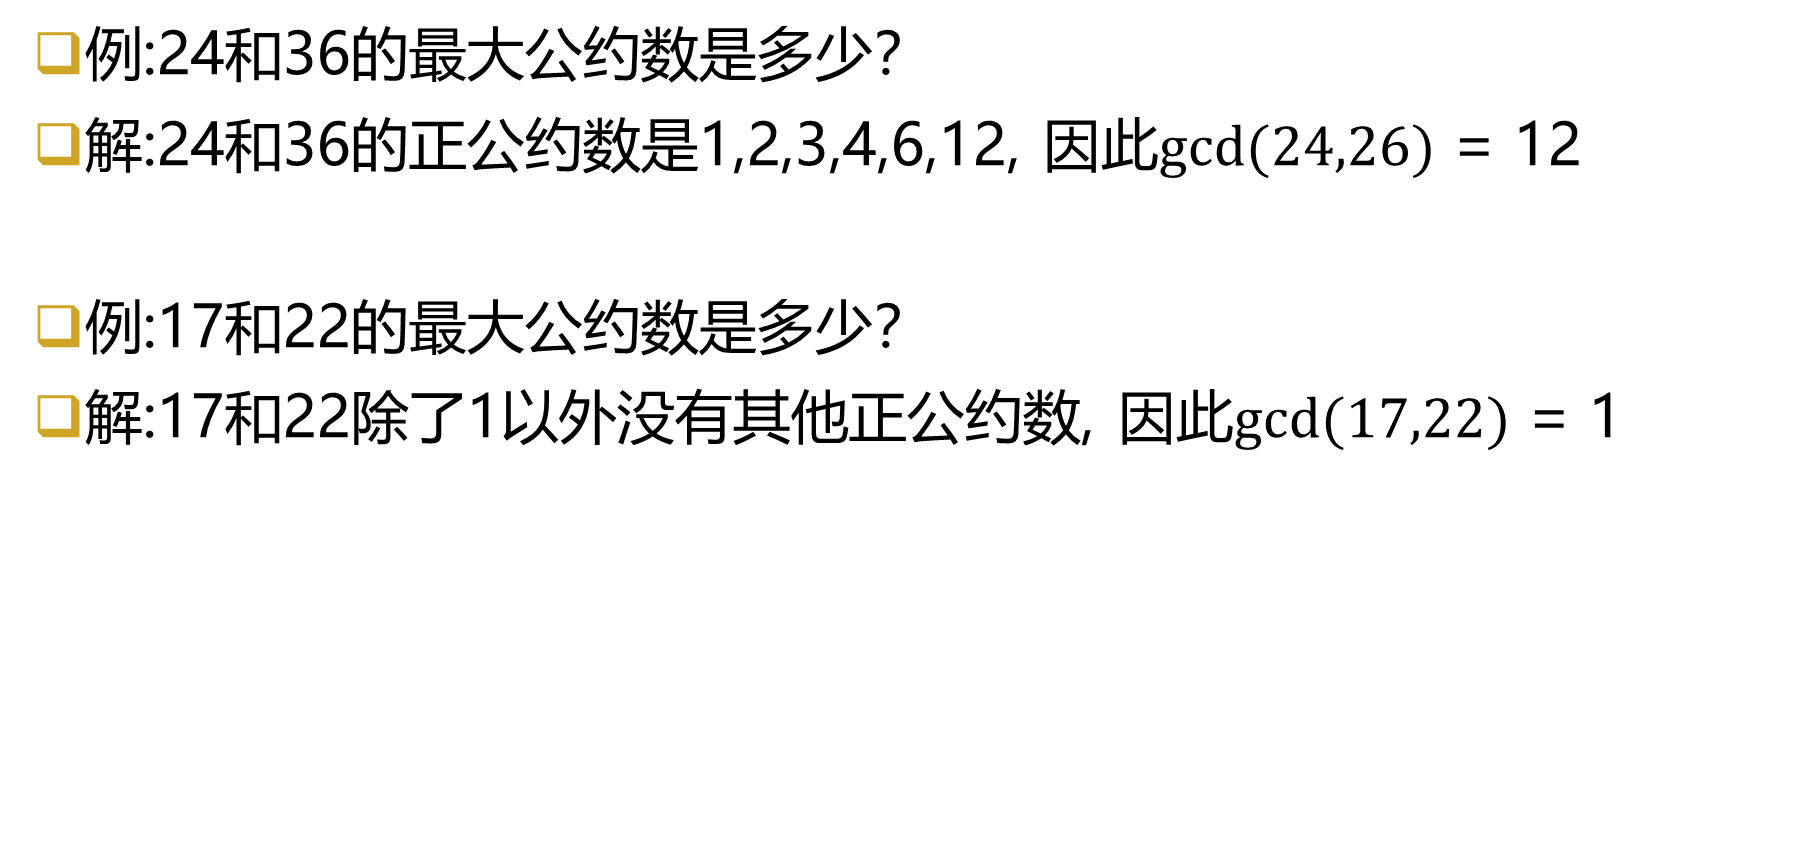 ❑例:24和36的最大公约数是多少?
❑解:24和36的正公约数是1,2,3,4,6,12, 因此gcd(24,26) = 12
❑例:17和22的最大公约数是多少?
❑解:17和22除了1以外没有其他正公约数, 因此gcd(17,22) = 1